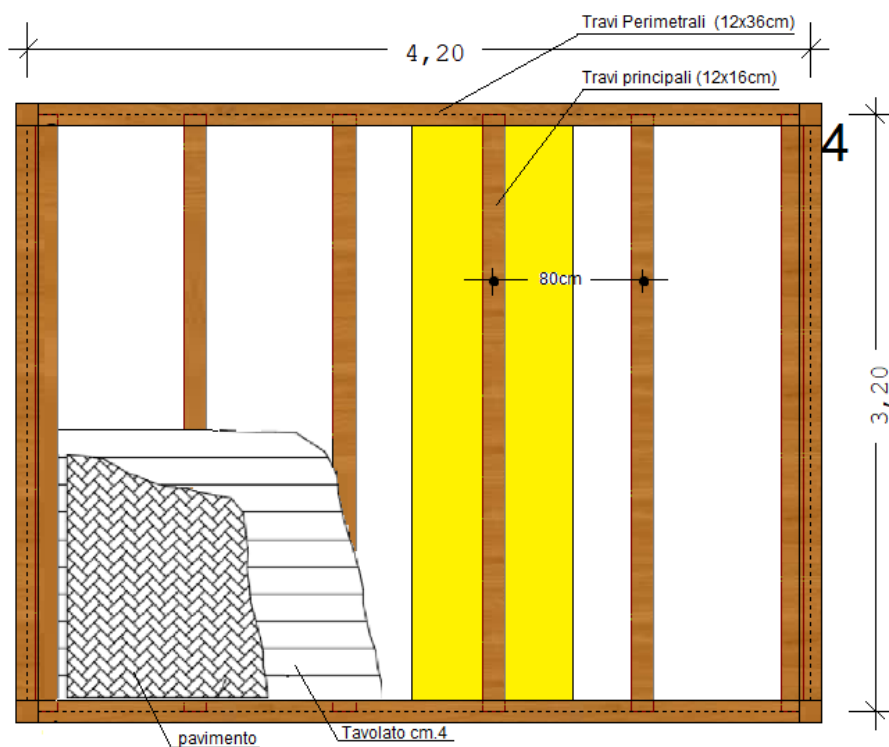 Travi Perimetrali (12x36cm)
4,20
Travi principali (12x16cm)
4
80cm
3,20
Tavolato cm.4
pavimento